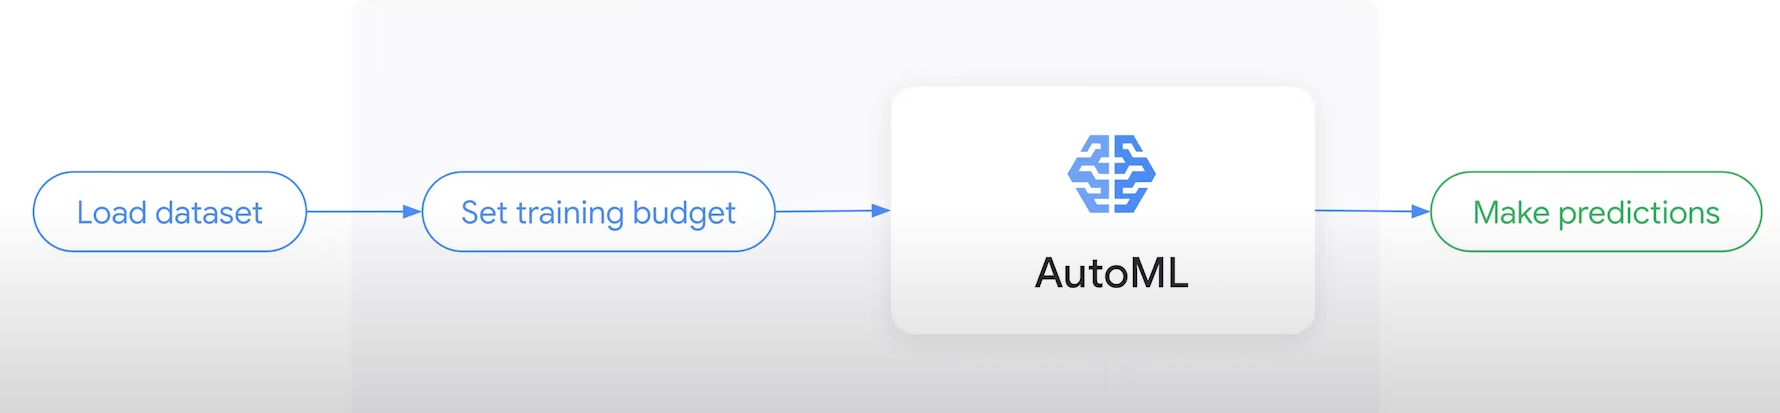 Load dataset
Set training budget
AutoML
Make predictions